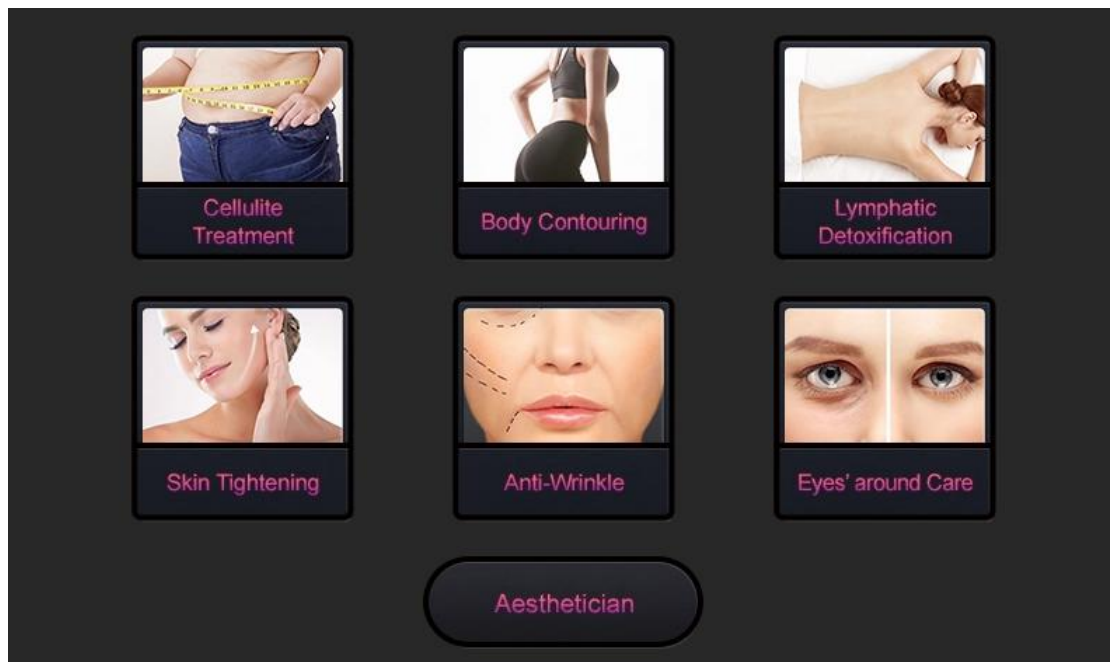 Cellulite
Treatment
Body Contouring
Lymphatic
Detoxification
Skin Tightening
Anti-Wrinkle
Eyes' around Care
Aesthetician